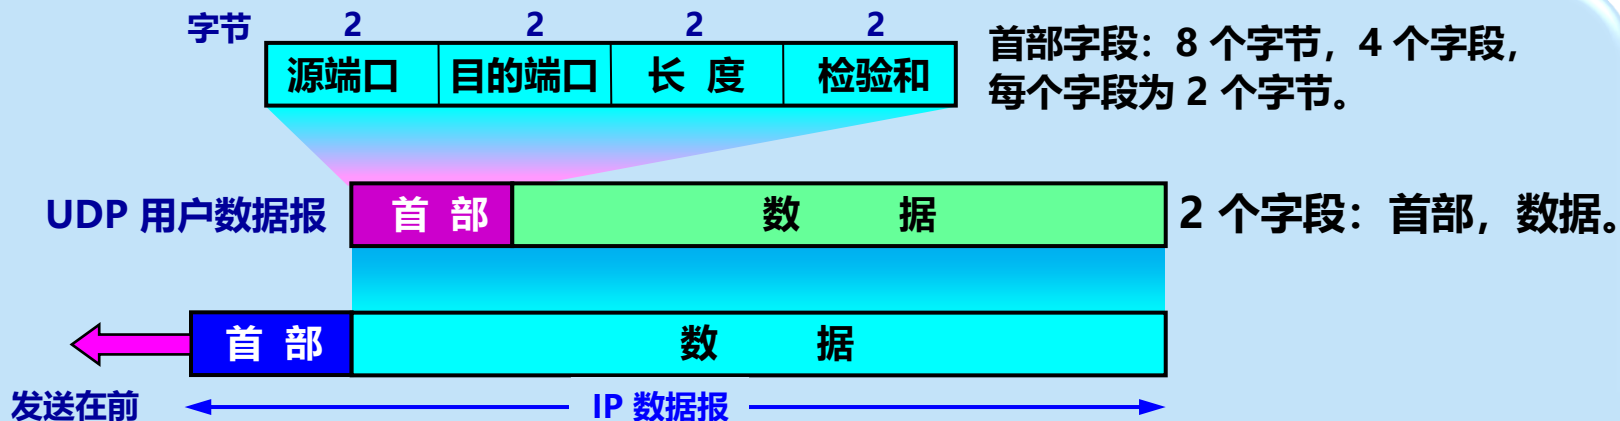 字节 2 2 2 2
源端口 目的端口 长 度 检验和
首部字段：8 个字节，4 个字段，
每个字段为 2 个字节。
UDP 用户数据报 首 部 数 据 2 个字段：首部，数据。
首 部 数 据
发送在前 IP 数据报